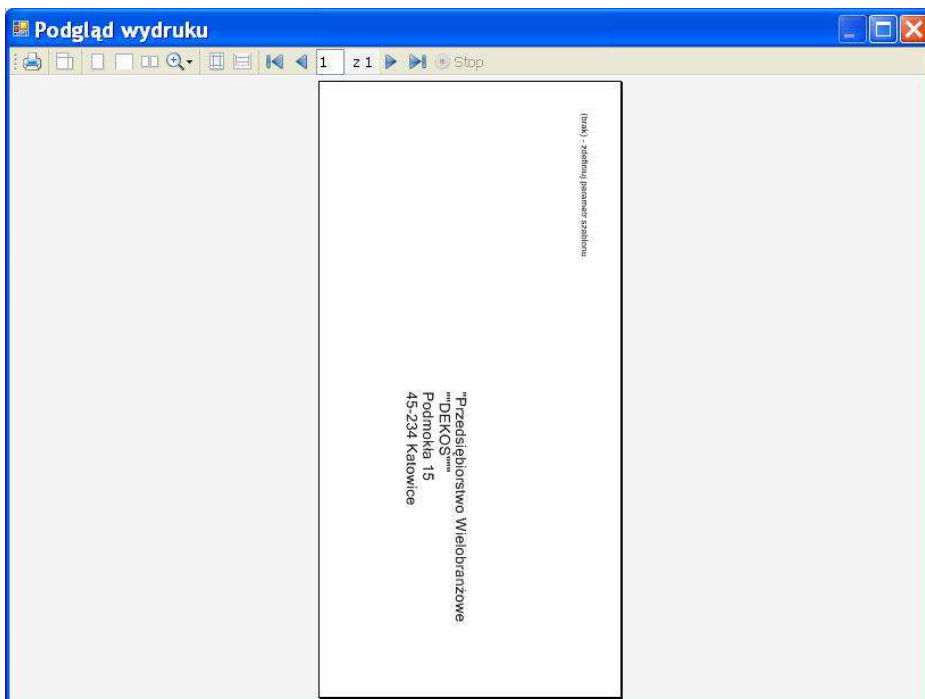 Podgląd wydruku
1 z 1 Stop
(brak) - zdefiniuj parametr szablonu
"Przedsiębiorstwo Wielobranżowe
""DEKOS"""
Podmokła 15
45-234 Katowice